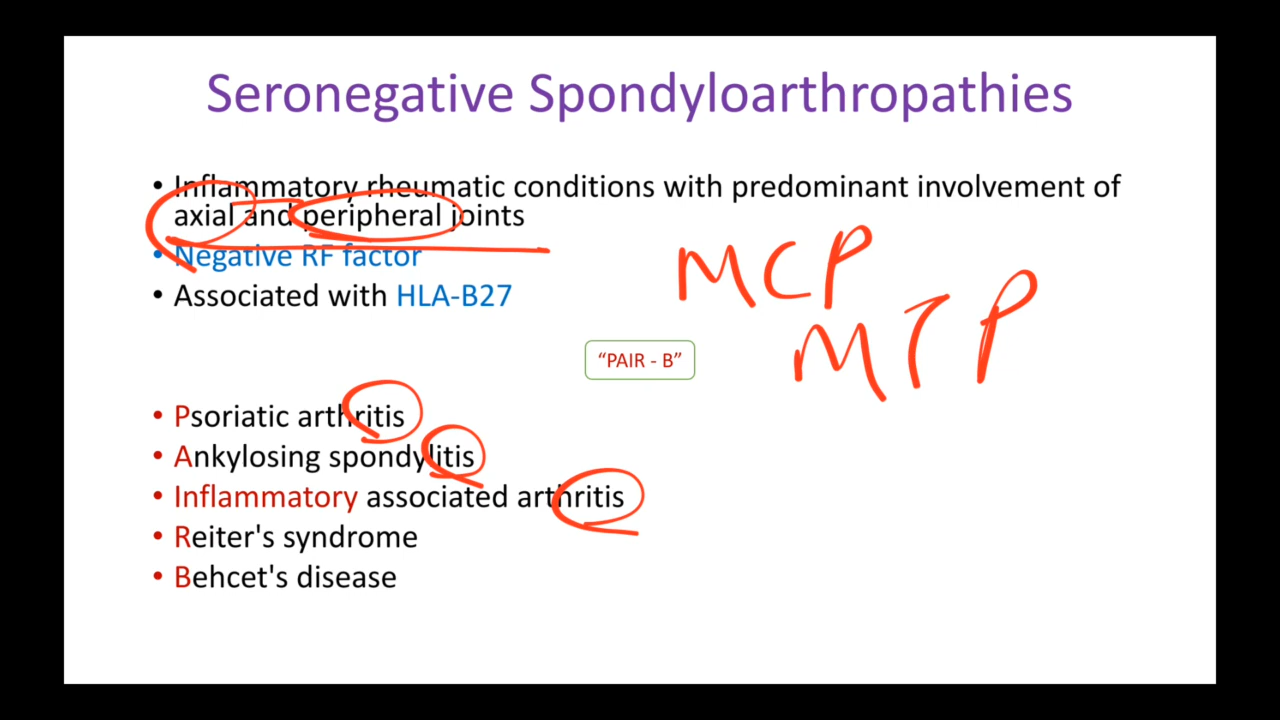 Seronegative Spondyloarthropathies
• Inflammatory rheumatic conditions with predominant involvement of
axial and peripheral joints
• Negative RF factor
• Associated with HLA-B27
MCP
MTP
“PAIR - B”
• Psoriatic arthritis
• Ankylosing spondylitis
• Inflammatory associated arthritis
• Reiter's syndrome
• Behcet's disease